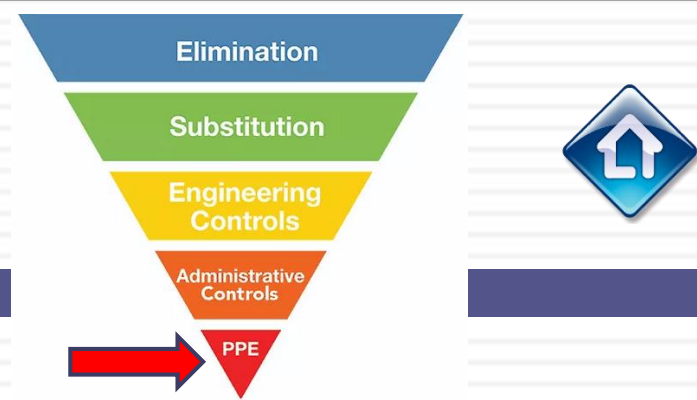 Elimination
Substitution
Engineering
Controls
Administrative
Controls
PPE